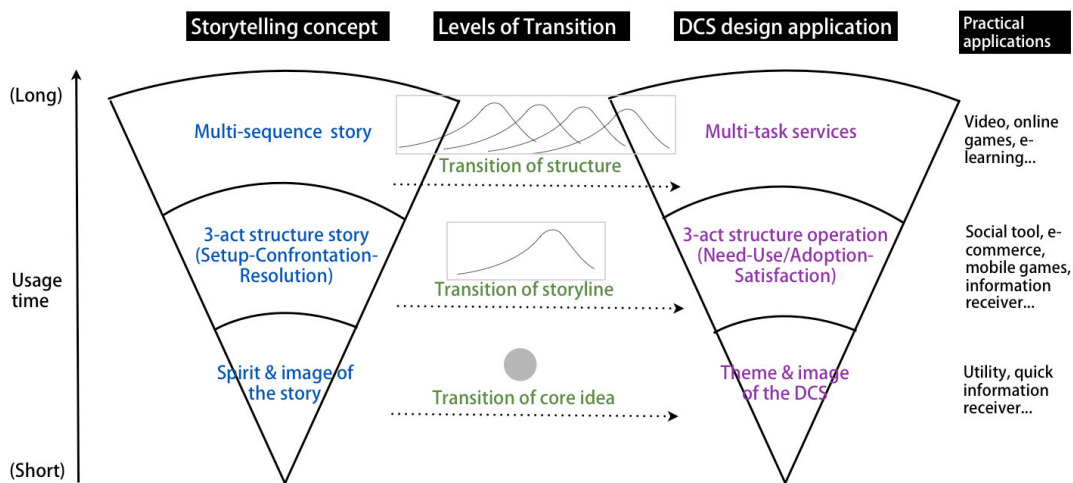 Storytelling concept
Levels of Transition
DCS design application
Practical
applications
(Long)
Multi-sequence story
Transition of structure
Multi-task services
Video, online
games, e-
learning...
Usage
time
3-act structure story
(Setup-Confrontation-
Resolution)
Transition of storyline
3-act structure operation
(Need-Use/Adoption-
Satisfaction)
Social tool, e-
commerce,
mobile games,
information
receiver...
Spirit & image of
the story
Transition of core idea
Theme & image
of the DCS
Utility, quick
information
receiver...
(Short)